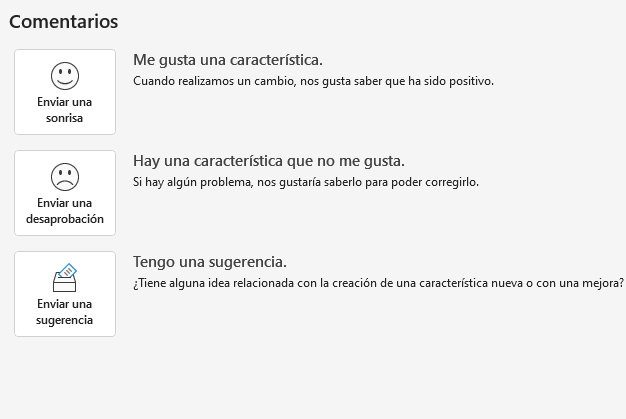 Comentarios
Enviar una
sonrisa
Me gusta una característica.
Cuando realizamos un cambio, nos gusta saber que ha sido positivo.
Enviar una
desaprobación
Hay una característica que no me gusta.
Si hay algún problema, nos gustaría saberlo para poder corregirlo.
Enviar una
sugerencia
Tengo una sugerencia.
¿Tiene alguna idea relacionada con la creación de una característica nueva o con una mejora?